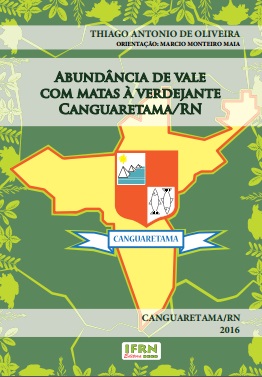 THIAGO ANTONIO DE OLIVEIRA
ORIENTAÇÃO: MARCIO MONTEIRO MAIA
ABUNDÂNCIA DE VALE
COM MATAS À VERDEJANTE
CANGUARETAMA/RN
CANGUARETAMA
CANGUARETAMA/RN
2016
IFRN
Editora